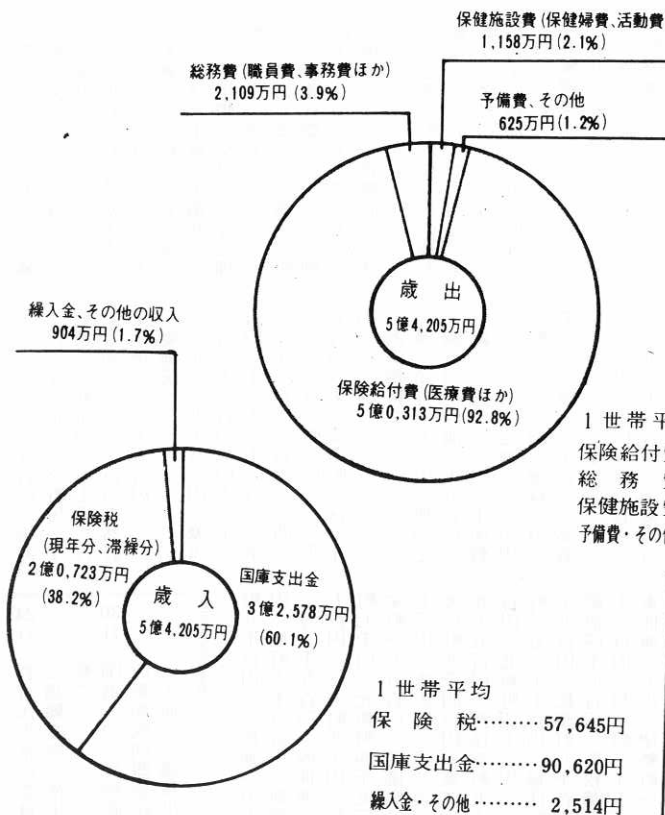 保健施設費(保健婦費、活動費
1,158万円(2.1%)
総務費(職員費、事務費ほか)
2,109万円(3.9%)
予備費、その他
625万円(1.2%)
歳出
5億4,205万円
保険給付費(医療費ほか)
5億0,313万円(92.8%)
繰入金、その他の収入
904万円(1.7%)
保険税
(現年分、滞繰分)
2億0,723万円
(38.2%)
歳入
5億4,205万円
国庫支出金
3億2,578万円
(60.1%)
1世帯平
保険給付費
総務費
保健施設費
予備費・その他
1世帯平均
保険税………57,645円
国庫支出金………90,620円
繰入金・その他………2,514円